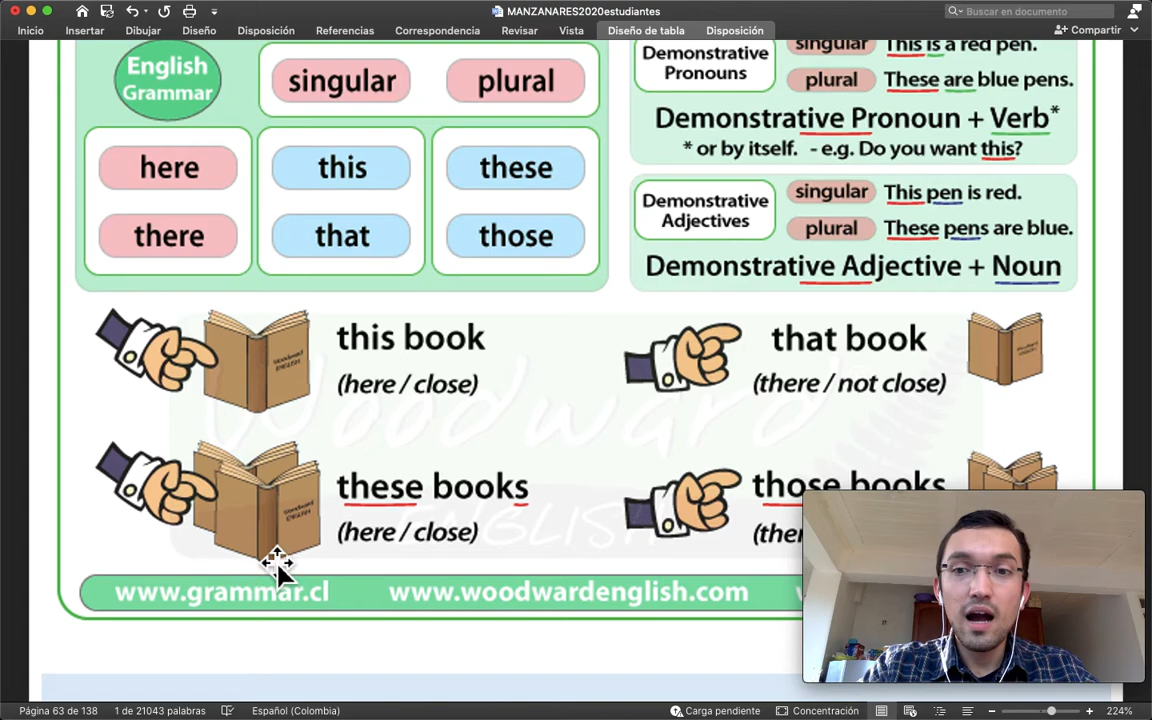 MANZANARES2020estudiantes
Buscar en documento
Inicio Insertar Dibujar Diseño Disposición Referencias Correspondencia Revisar Vista Diseño de tabla Disposición Compartir
English Grammar
singular plural
here this these
there that those
Demonstrative Pronouns
singular This is a red pen.
plural These are blue pens.
Demonstrative Pronoun + Verb*
* or by itself. - e.g. Do you want this?
Demonstrative Adjectives
singular This pen is red.
plural These pens are blue.
Demonstrative Adjective + Noun
this book
(here / close)
that book
(there / not close)
these books
(here / close)
those books
Woodward
ENGLISH
www.grammar.cl www.woodwardenglish.com
Página 63 de 138 1 de 21043 palabras Español (Colombia) Carga pendiente Concentración 224%